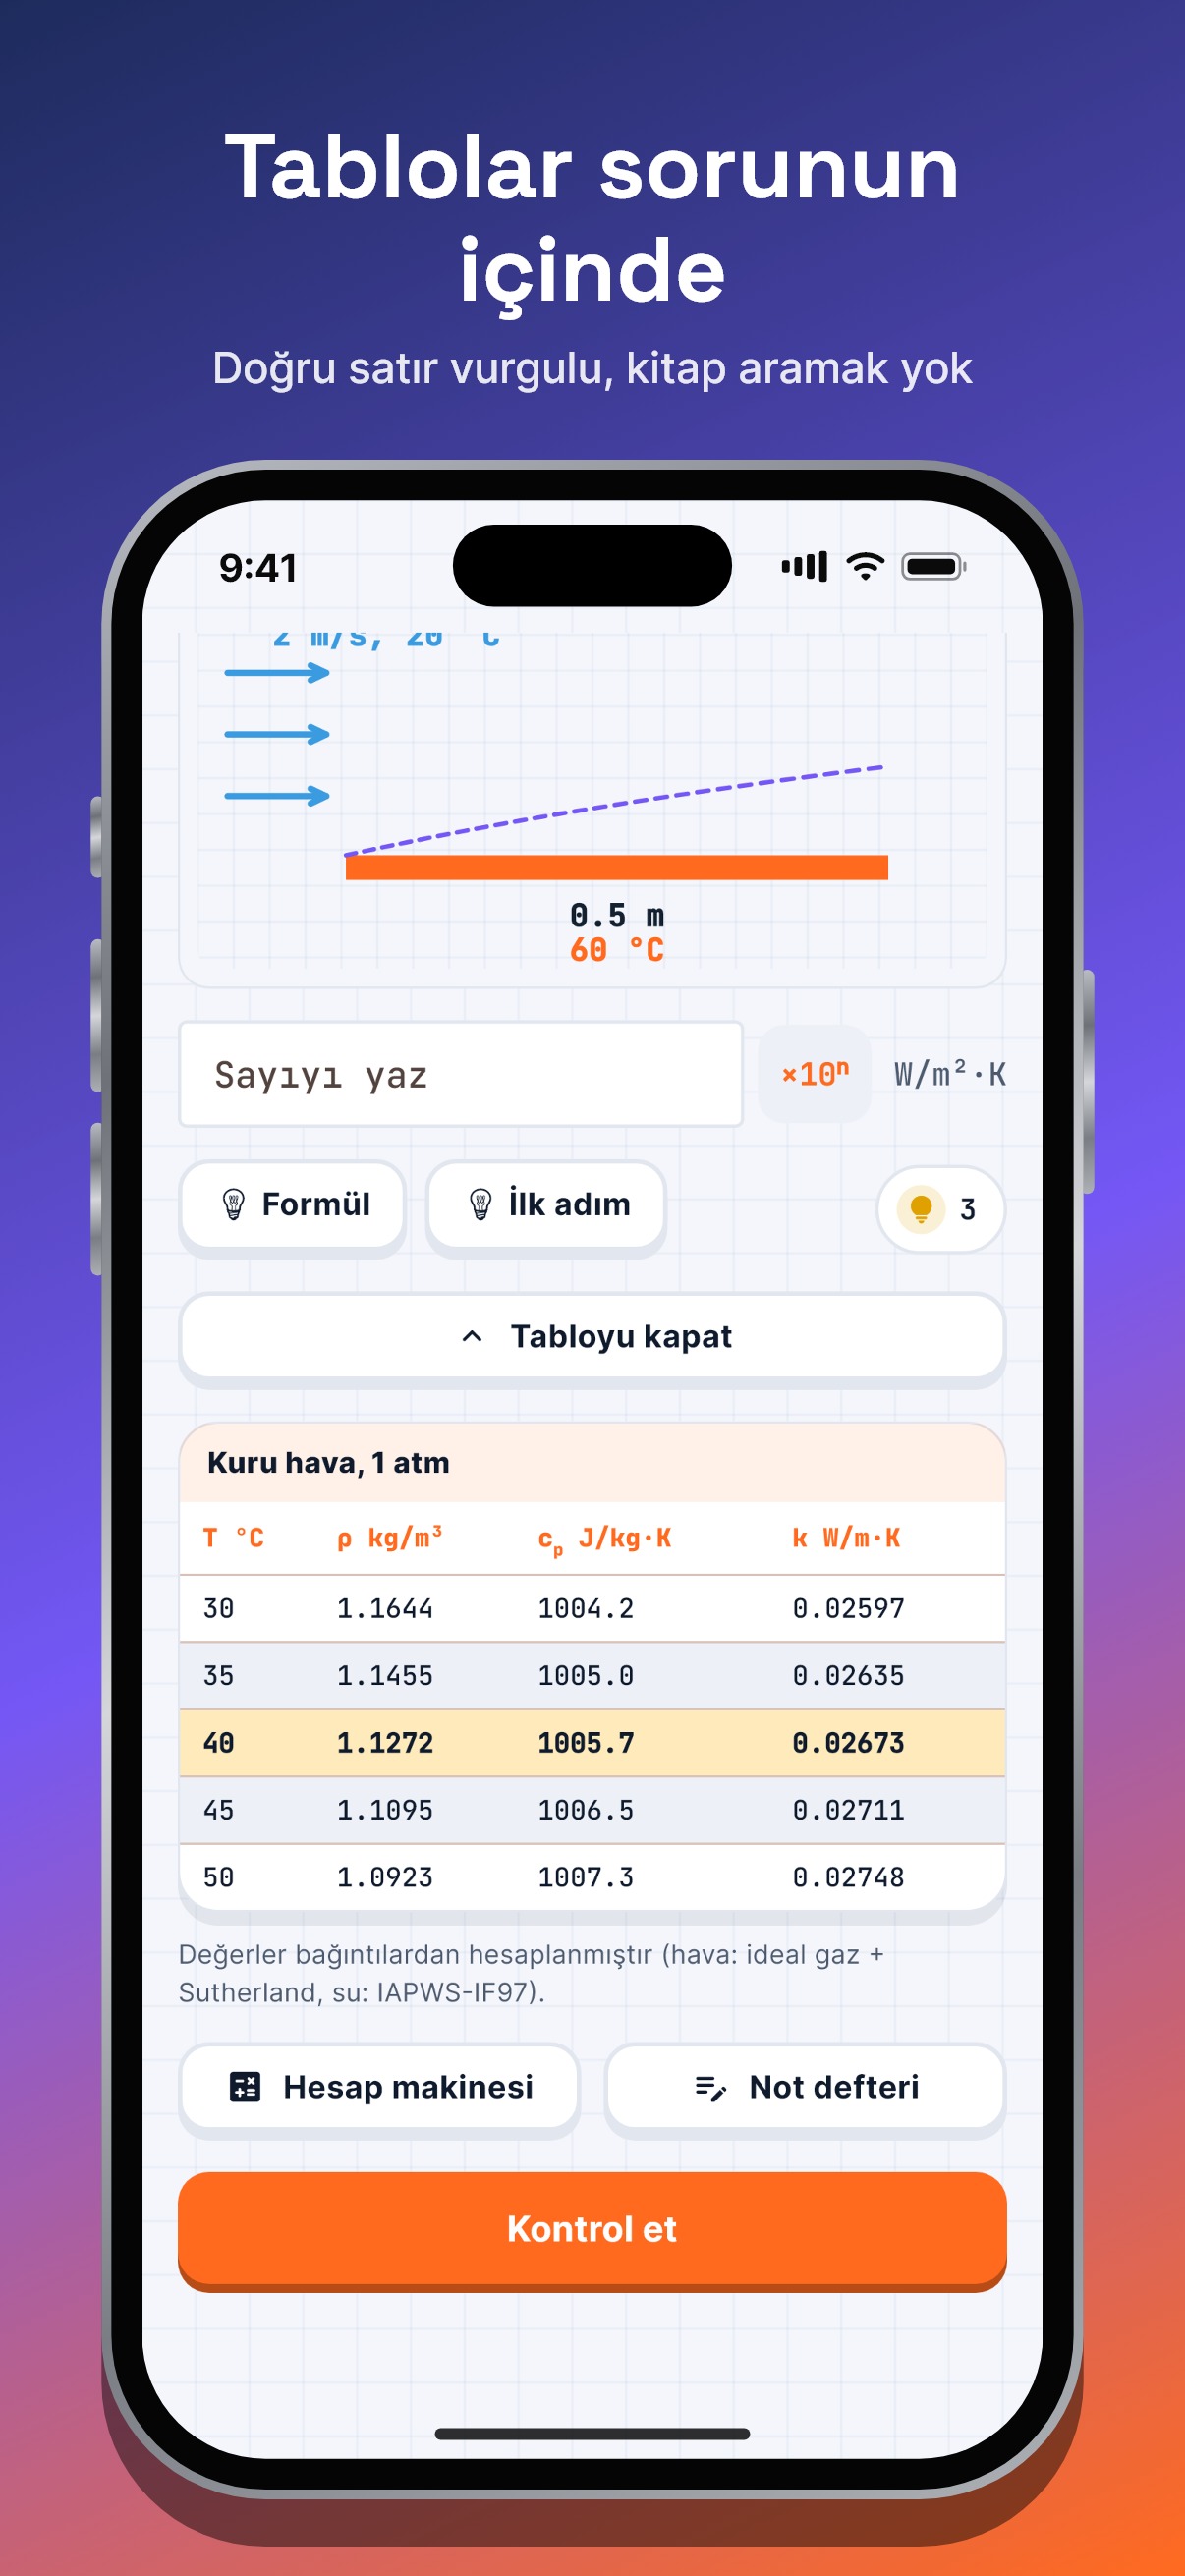 Tablolar sorunun
içinde
Doğru satır vurgulu, kitap aramak yok
9:41
2 m/s, 20 °C
0.5 m
60 °C
Sayıyı yaz ×10ⁿ W/m²·K
Formül İlk adım 3
Tabloyu kapat
Kuru hava, 1 atm
T °C ρ kg/m³ cₚ J/kg·K k W/m·K
30 1.1644 1004.2 0.02597
35 1.1455 1005.0 0.02635
40 1.1272 1005.7 0.02673
45 1.1095 1006.5 0.02711
50 1.0923 1007.3 0.02748
Değerler bağıntılardan hesaplanmıştır (hava: ideal gaz +
Sutherland, su: IAPWS-IF97).
Hesap makinesi Not defteri
Kontrol et